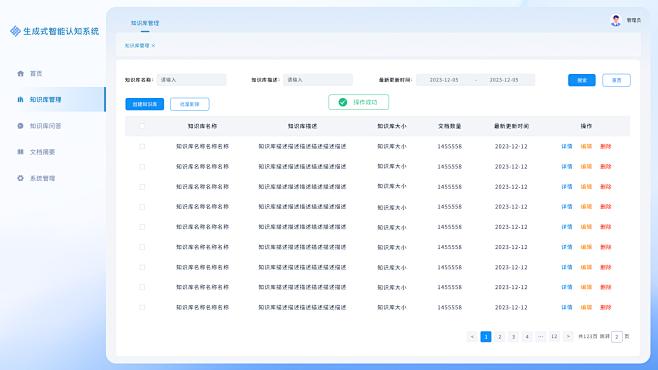 生成式智能认知系统
知识库管理
管理员
知识库管理 ×
首页
知识库管理
知识库问答
文档摘要
系统管理
知识库名称： 请输入 知识库描述： 请输入 最新更新时间： 2023-12-05 - 2023-12-05 搜索 重置
创建知识库 批量删除
操作成功
知识库名称 知识库描述 知识库大小 文档数量 最新更新时间 操作
知识库名称名称名称 知识库描述描述描述描述描述描述 知识库大小 1455558 2023-12-12 详情 编辑 删除
知识库名称名称名称 知识库描述描述描述描述描述描述 知识库大小 1455558 2023-12-12 详情 编辑 删除
知识库名称名称名称 知识库描述描述描述描述描述描述 知识库大小 1455558 2023-12-12 详情 编辑 删除
知识库名称名称名称 知识库描述描述描述描述描述描述 知识库大小 1455558 2023-12-12 详情 编辑 删除
知识库名称名称名称 知识库描述描述描述描述描述描述 知识库大小 1455558 2023-12-12 详情 编辑 删除
知识库名称名称名称 知识库描述描述描述描述描述描述 知识库大小 1455558 2023-12-12 详情 编辑 删除
知识库名称名称名称 知识库描述描述描述描述描述描述 知识库大小 1455558 2023-12-12 详情 编辑 删除
知识库名称名称名称 知识库描述描述描述描述描述描述 知识库大小 1455558 2023-12-12 详情 编辑 删除
知识库名称名称名称 知识库描述描述描述描述描述描述 知识库大小 1455558 2023-12-12 详情 编辑 删除
< 1 2 3 4 ··· 12 > 共123页 跳转 2 页